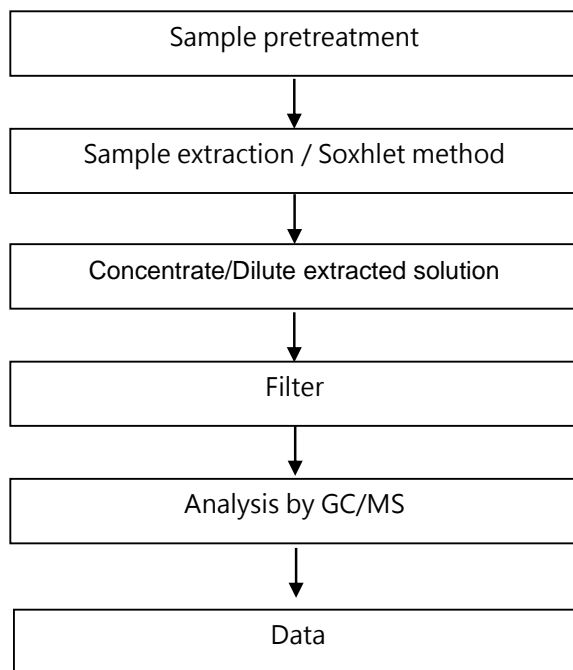 Sample pretreatment
Sample extraction / Soxhlet method
Concentrate/Dilute extracted solution
Filter
Analysis by GC/MS
Data